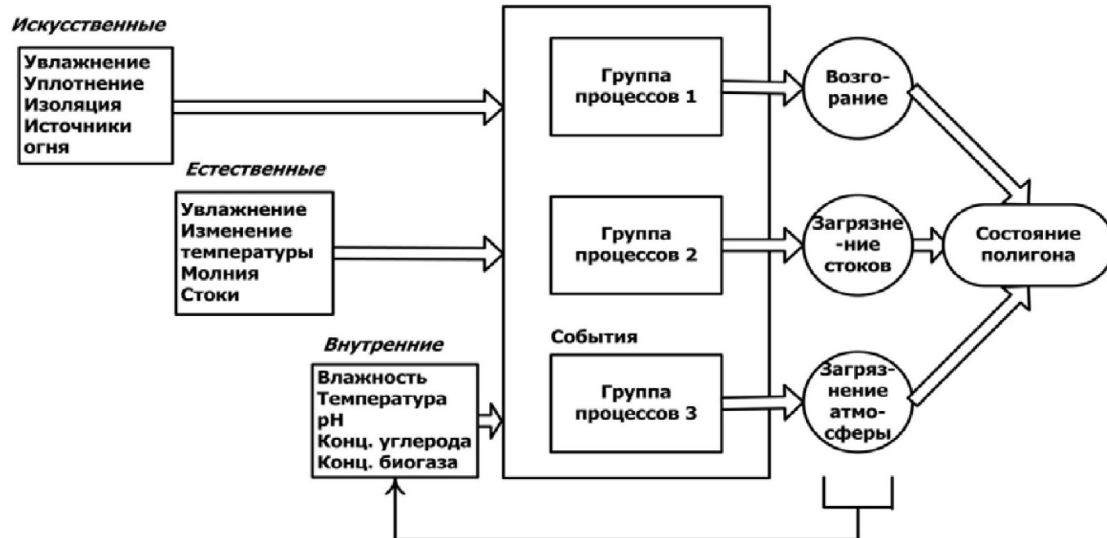 Искусственные
Увлажнение
Уплотнение
Изоляция
Источники
огня
Естественные
Увлажнение
Изменение
температуры
Молния
Стоки
Внутренние
Влажность
Температура
pH
Конц. углерода
Конц. биогаза
Группа
процессов 1
Группа
процессов 2
События
Группа
процессов 3
Возго-
рание
Загрязне
-ние
стоков
Загряз-
нение
атмо-
сферы
Состояние
полигона